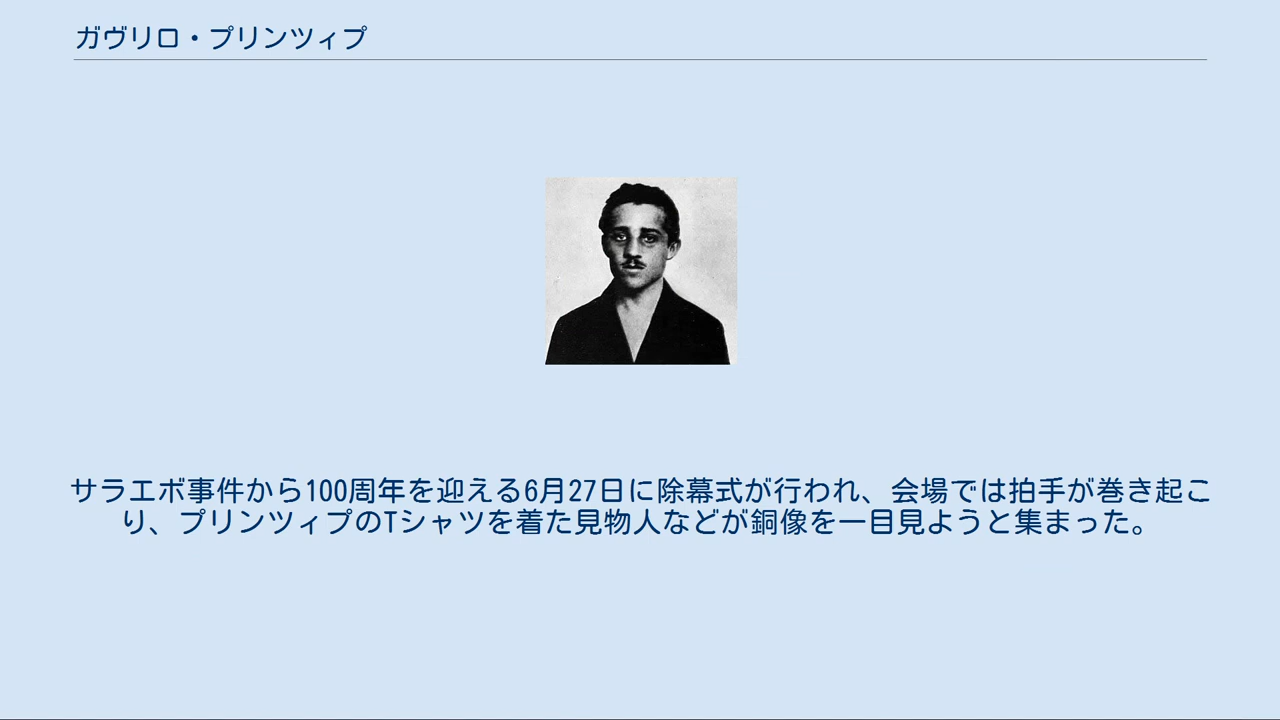 ガヴリロ・プリンツィプ
サラエボ事件から100周年を迎える6月27日に除幕式が行われ、会場では拍手が巻き起こ
り、プリンツィプのTシャツを着た見物人などが銅像を一目見ようと集まった。